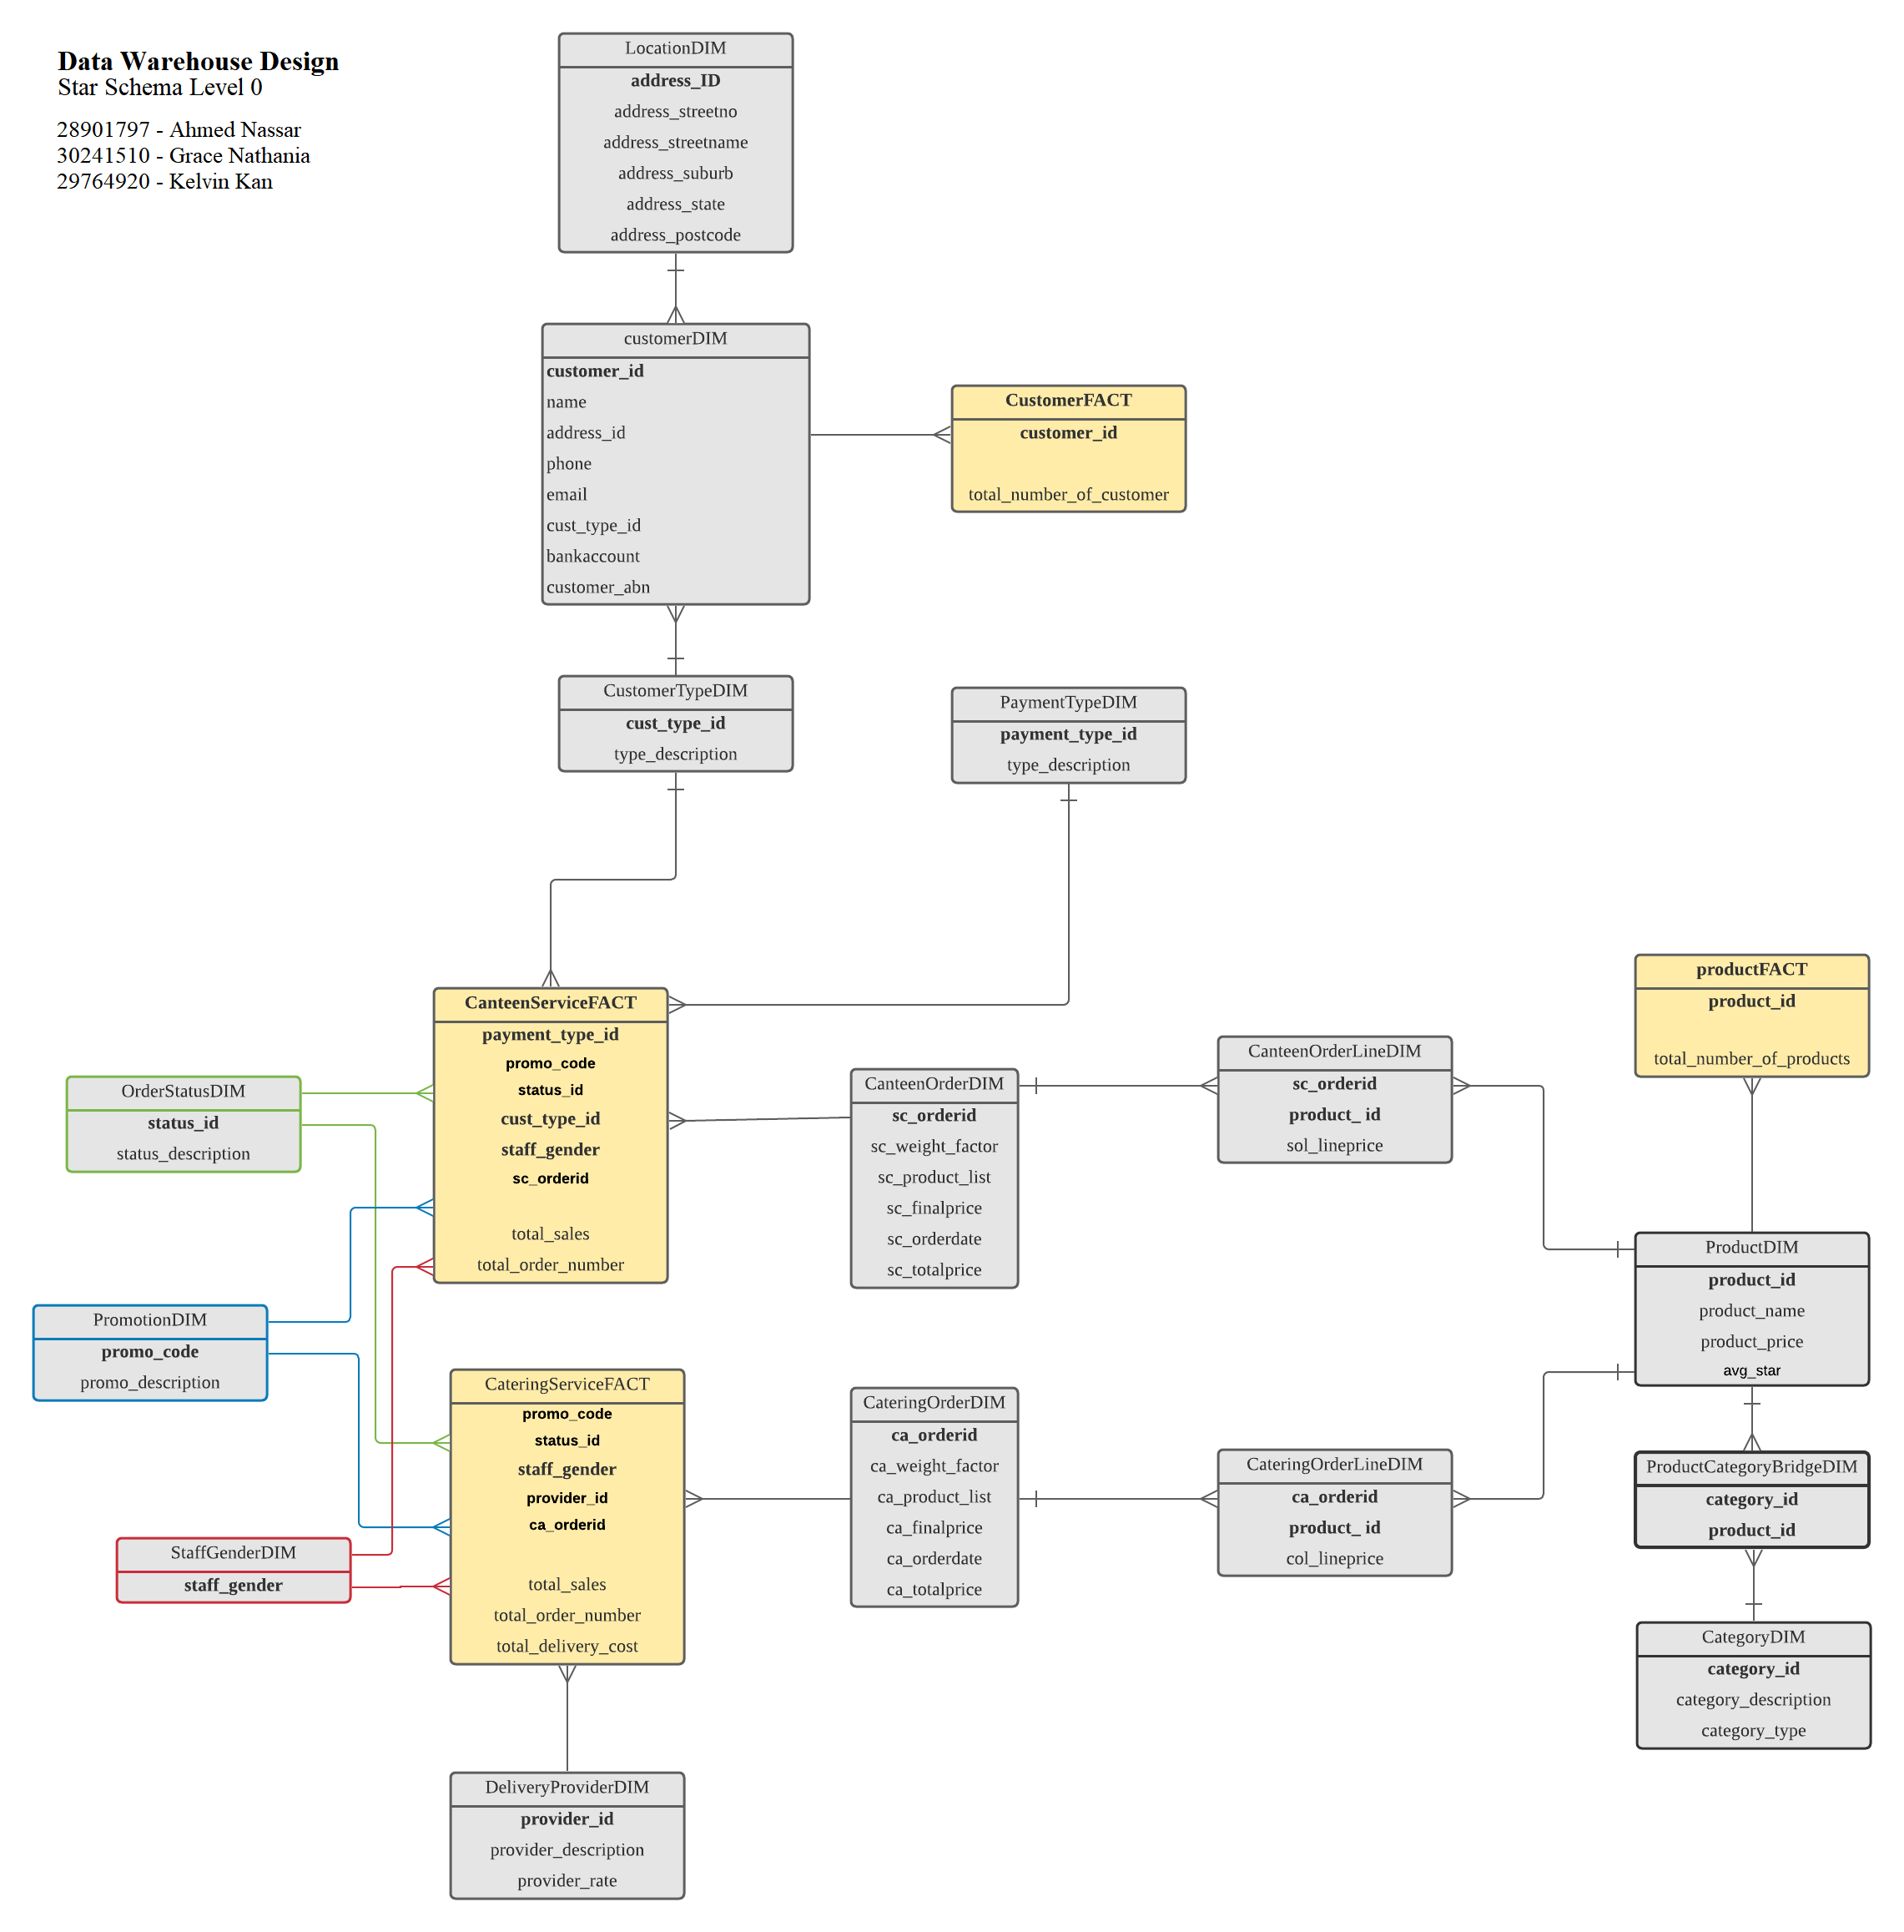 Data Warehouse Design
Star Schema Level 0
28901797 - Ahmed Nassar
30241510 - Grace Nathania
29764920 - Kelvin Kan
LocationDIM
address_ID
address_streetno
address_streetname
address_suburb
address_state
address_postcode
customerDIM
customer_id
name
address_id
phone
email
cust_type_id
bankaccount
customer_abn
CustomerFACT
customer_id
total_number_of_customer
CustomerTypeDIM
cust_type_id
type_description
PaymentTypeDIM
payment_type_id
type_description
CanteenServiceFACT
payment_type_id
promo_code
status_id
cust_type_id
staff_gender
sc_orderid
total_sales
total_order_number
OrderStatusDIM
status_id
status_description
CanteenOrderDIM
sc_orderid
sc_weight_factor
sc_product_list
sc_finalprice
sc_orderdate
sc_totalprice
CanteenOrderLineDIM
sc_orderid
product_ id
sol_lineprice
productFACT
product_id
total_number_of_products
ProductDIM
product_id
product_name
product_price
avg_star
PromotionDIM
promo_code
promo_description
CateringServiceFACT
promo_code
status_id
staff_gender
provider_id
ca_orderid
total_sales
total_order_number
total_delivery_cost
CateringOrderDIM
ca_orderid
ca_weight_factor
ca_product_list
ca_finalprice
ca_orderdate
ca_totalprice
CateringOrderLineDIM
ca_orderid
product_ id
col_lineprice
ProductCategoryBridgeDIM
category_id
product_id
StaffGenderDIM
staff_gender
CategoryDIM
category_id
category_description
category_type
DeliveryProviderDIM
provider_id
provider_description
provider_rate